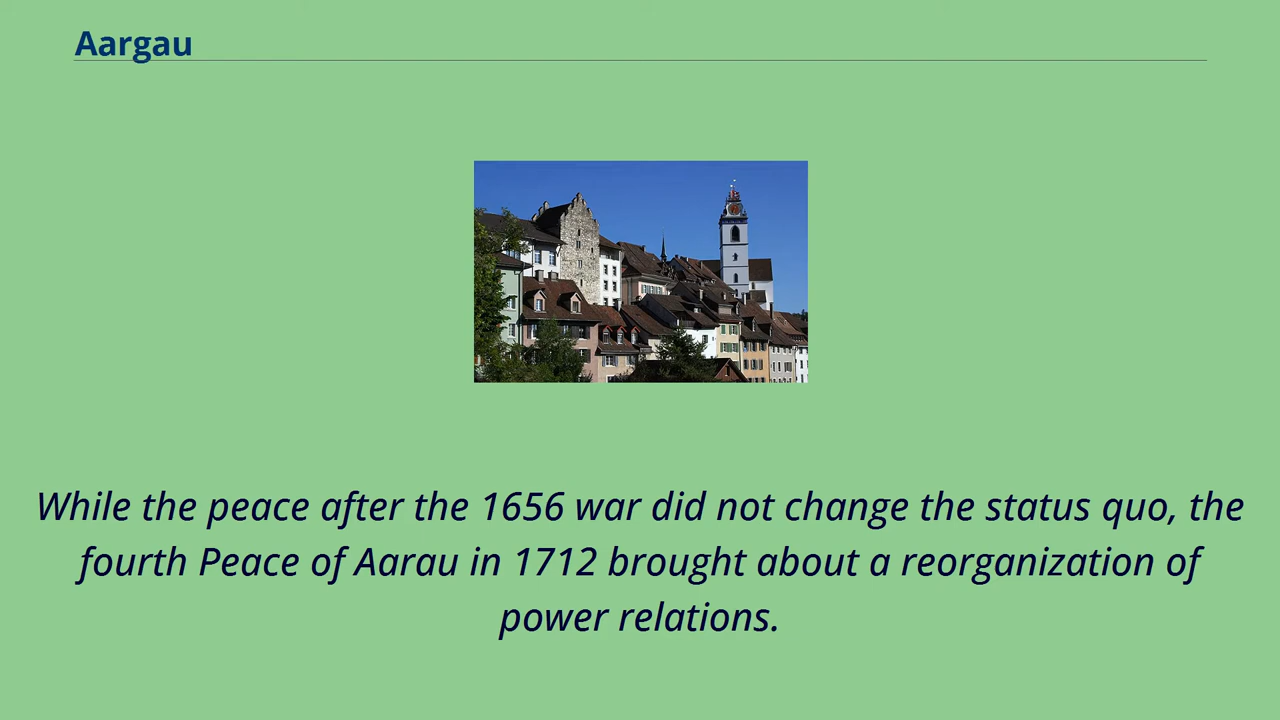 Aargau
While the peace after the 1656 war did not change the status quo, the
fourth Peace of Aarau in 1712 brought about a reorganization of
power relations.